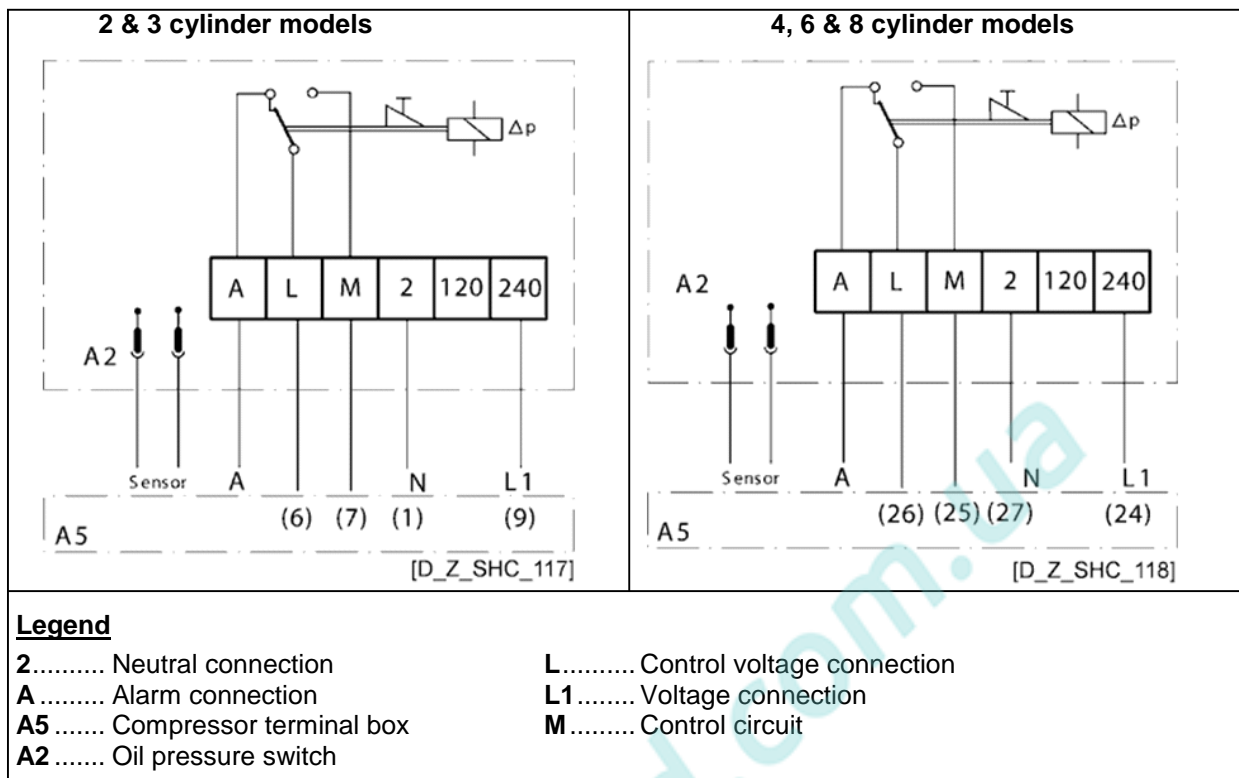 2 & 3 cylinder models
Δp
A L M 2 120 240
A2
Sensor A N L1
(6) (7) (1) (9)
A5
[D_Z_SHC_117]
4, 6 & 8 cylinder models
Δp
A2
A L M 2 120 240
Sensor A N L1
(26) (25) (27) (24)
A5
[D_Z_SHC_118]
Legend
2.......... Neutral connection
A ......... Alarm connection
A5 ....... Compressor terminal box
A2 ....... Oil pressure switch
L.......... Control voltage connection
L1........ Voltage connection
M ......... Control circuit
d.com.ua